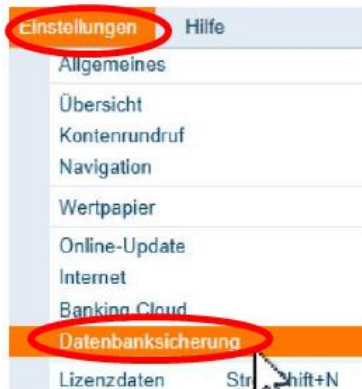 Einstellungen Hilfe
Allgemeines
Übersicht
Kontenrundruf
Navigation
Wertpapier
Online-Update
Internet
Banking Cloud
Datenbanksicherung
Lizenzdaten